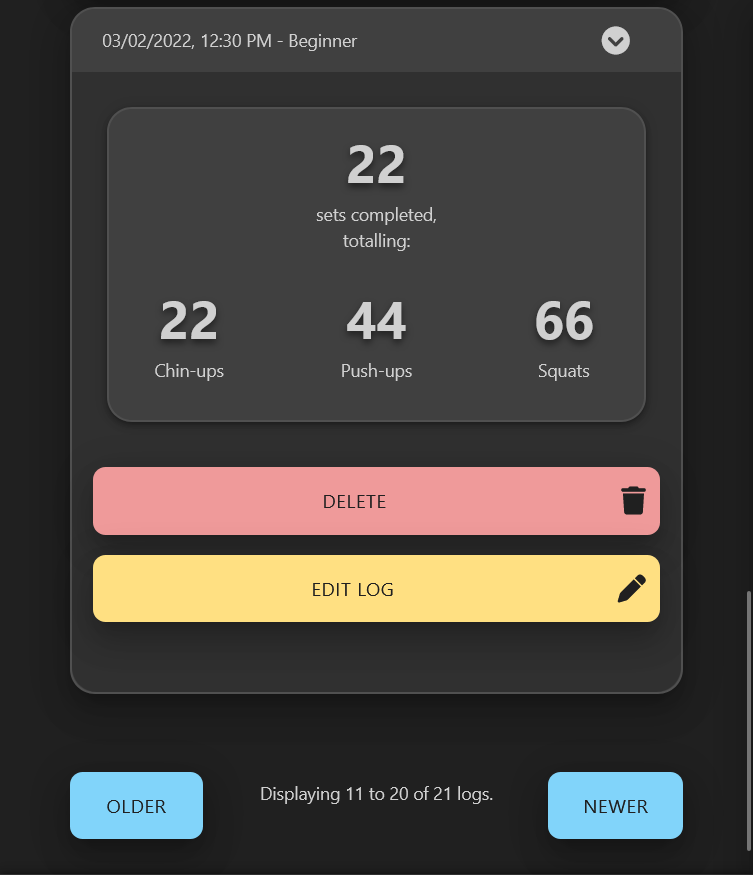 03/02/2022, 12:30 PM - Beginner
22
sets completed,
totalling:
22 44 66
Chin-ups Push-ups Squats
DELETE
EDIT LOG
OLDER Displaying 11 to 20 of 21 logs. NEWER